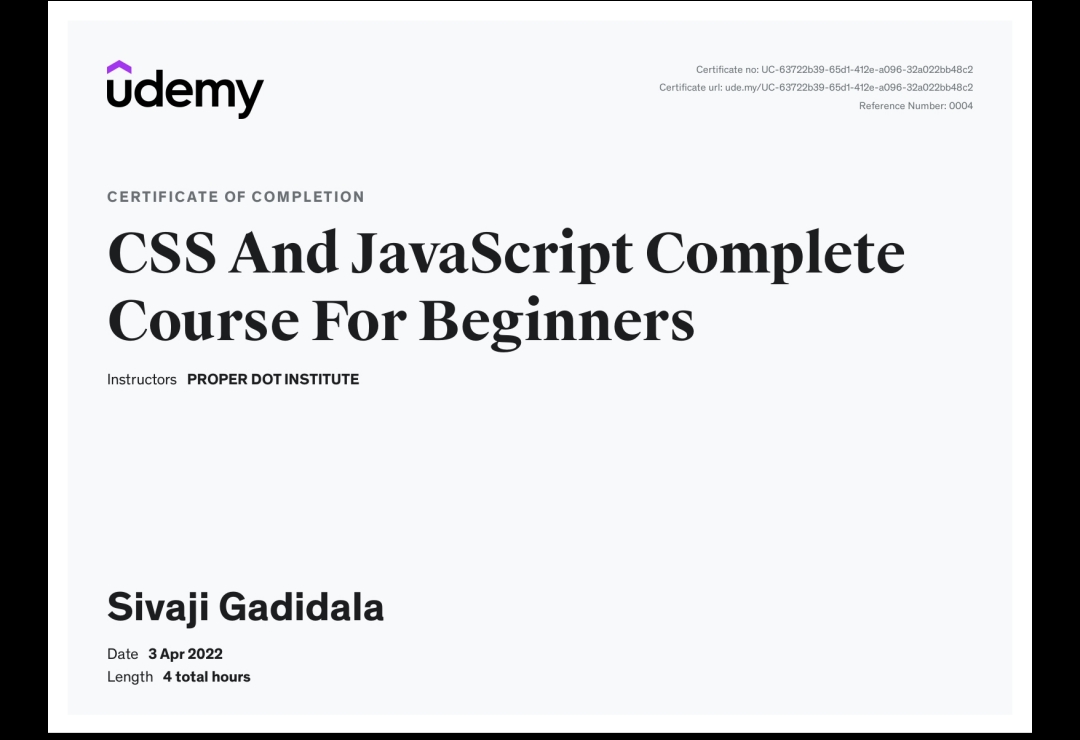 udemy
Certificate no: UC-63722b39-65d1-412e-a096-32a022bb48c2
Certificate url: ude.my/UC-63722b39-65d1-412e-a096-32a022bb48c2
Reference Number: 0004
CERTIFICATE OF COMPLETION
CSS And JavaScript Complete
Course For Beginners
Instructors PROPER DOT INSTITUTE
Sivaji Gadidala
Date 3 Apr 2022
Length 4 total hours